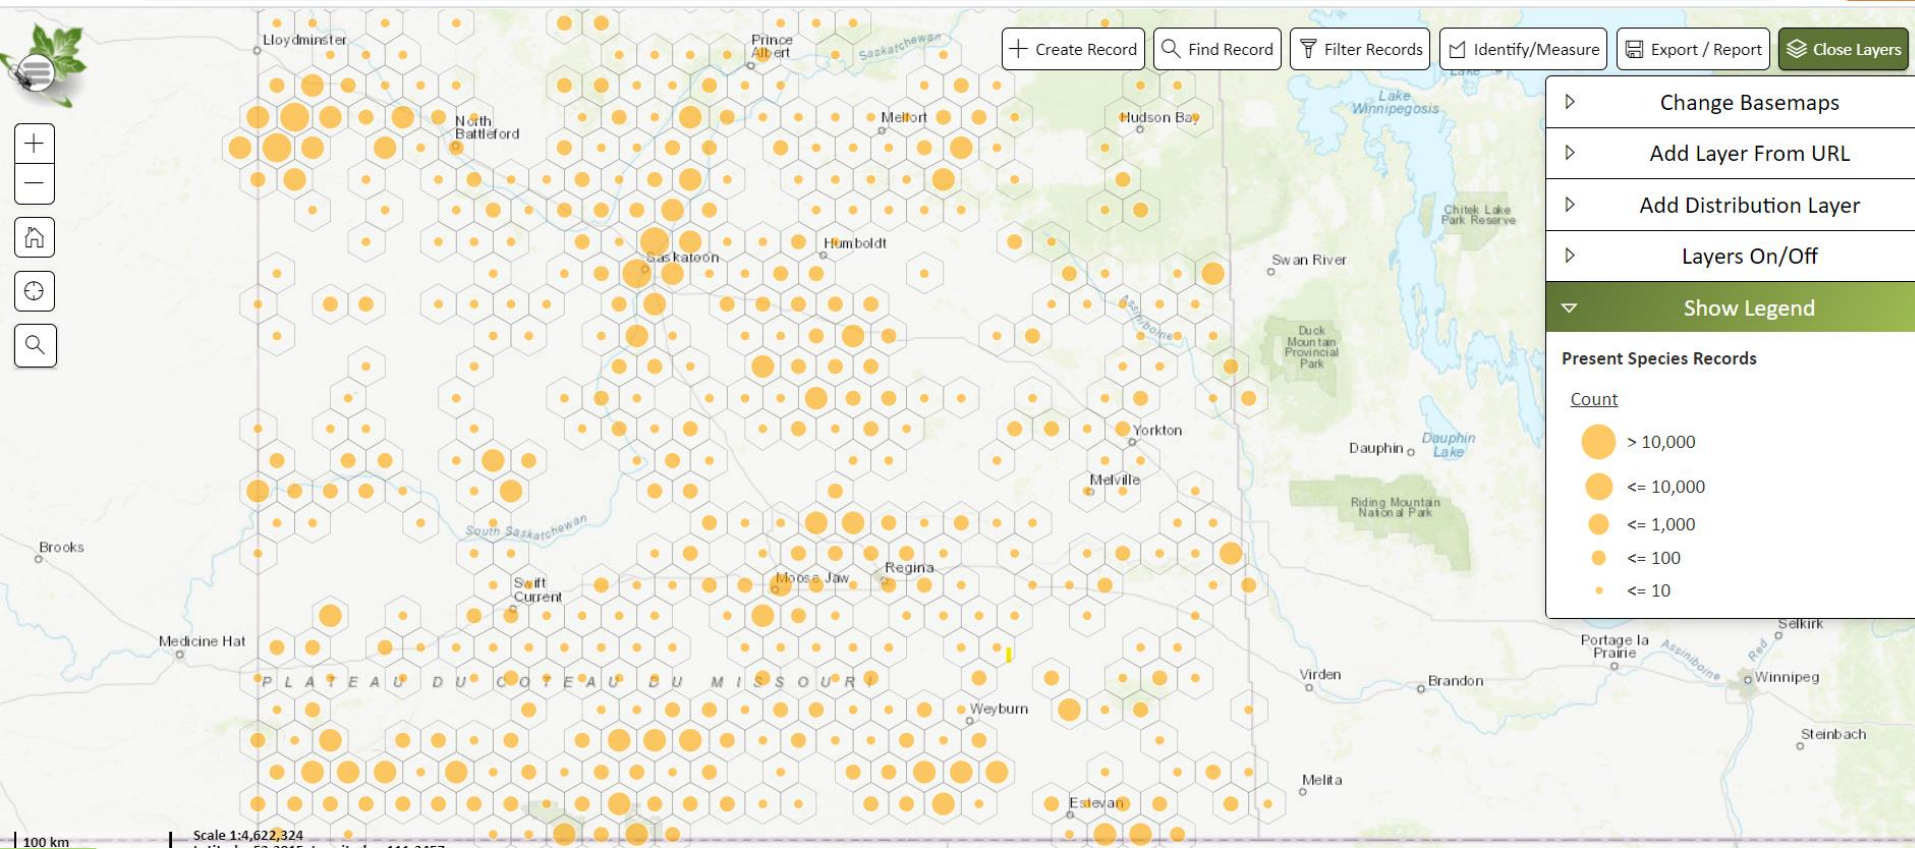 Lloydminster
Prince
Albert
Saskatchewan
Create Record
Find Record
Filter Records
Identify/Measure
Export / Report
Close Layers
Lake
Lake
Winnipegosis
Change Basemaps
North
Battleford
Melfort
Hudson Bay
Add Layer From URL
Chitek Lake
Park Reserve
Add Distribution Layer
Humboldt
Saskatoon
Swan River
Layers On/Off
Assiniboine
Show Legend
Duck
Mountain
Provincial
Park
Present Species Records
Count
> 10,000
<= 10,000
<= 1,000
<= 100
<= 10
Yorkton
Dauphin
Dauphin
Lake
Melville
Riding Mountain
National Park
South Saskatchewan
Brooks
Regina
Moose Jaw
Swift
Current
Medicine Hat
Selkirk
Portage la
Prairie
Assiniboine
Red
PLATEAU DU COTEAU DU MISSOURI
Virden
Brandon
Winnipeg
Weyburn
Steinbach
Melita
Estevan
Scale 1:4,622,324
100 km